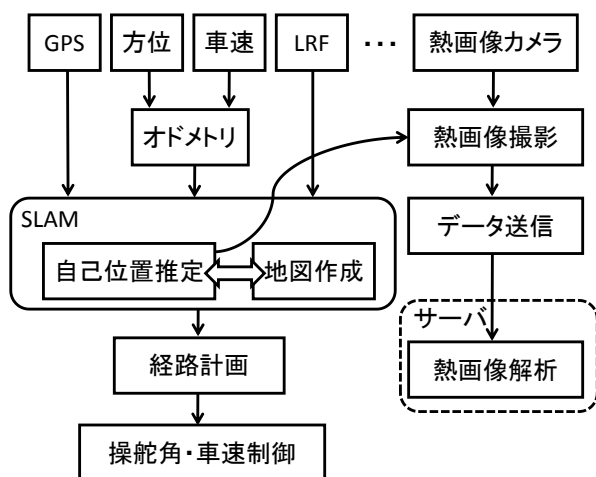 GPS
方位
車速
LRF
・・・
熱画像カメラ
オドメトリ
熱画像撮影
SLAM
自己位置推定
地図作成
データ送信
サーバ
熱画像解析
経路計画
操舵角・車速制御